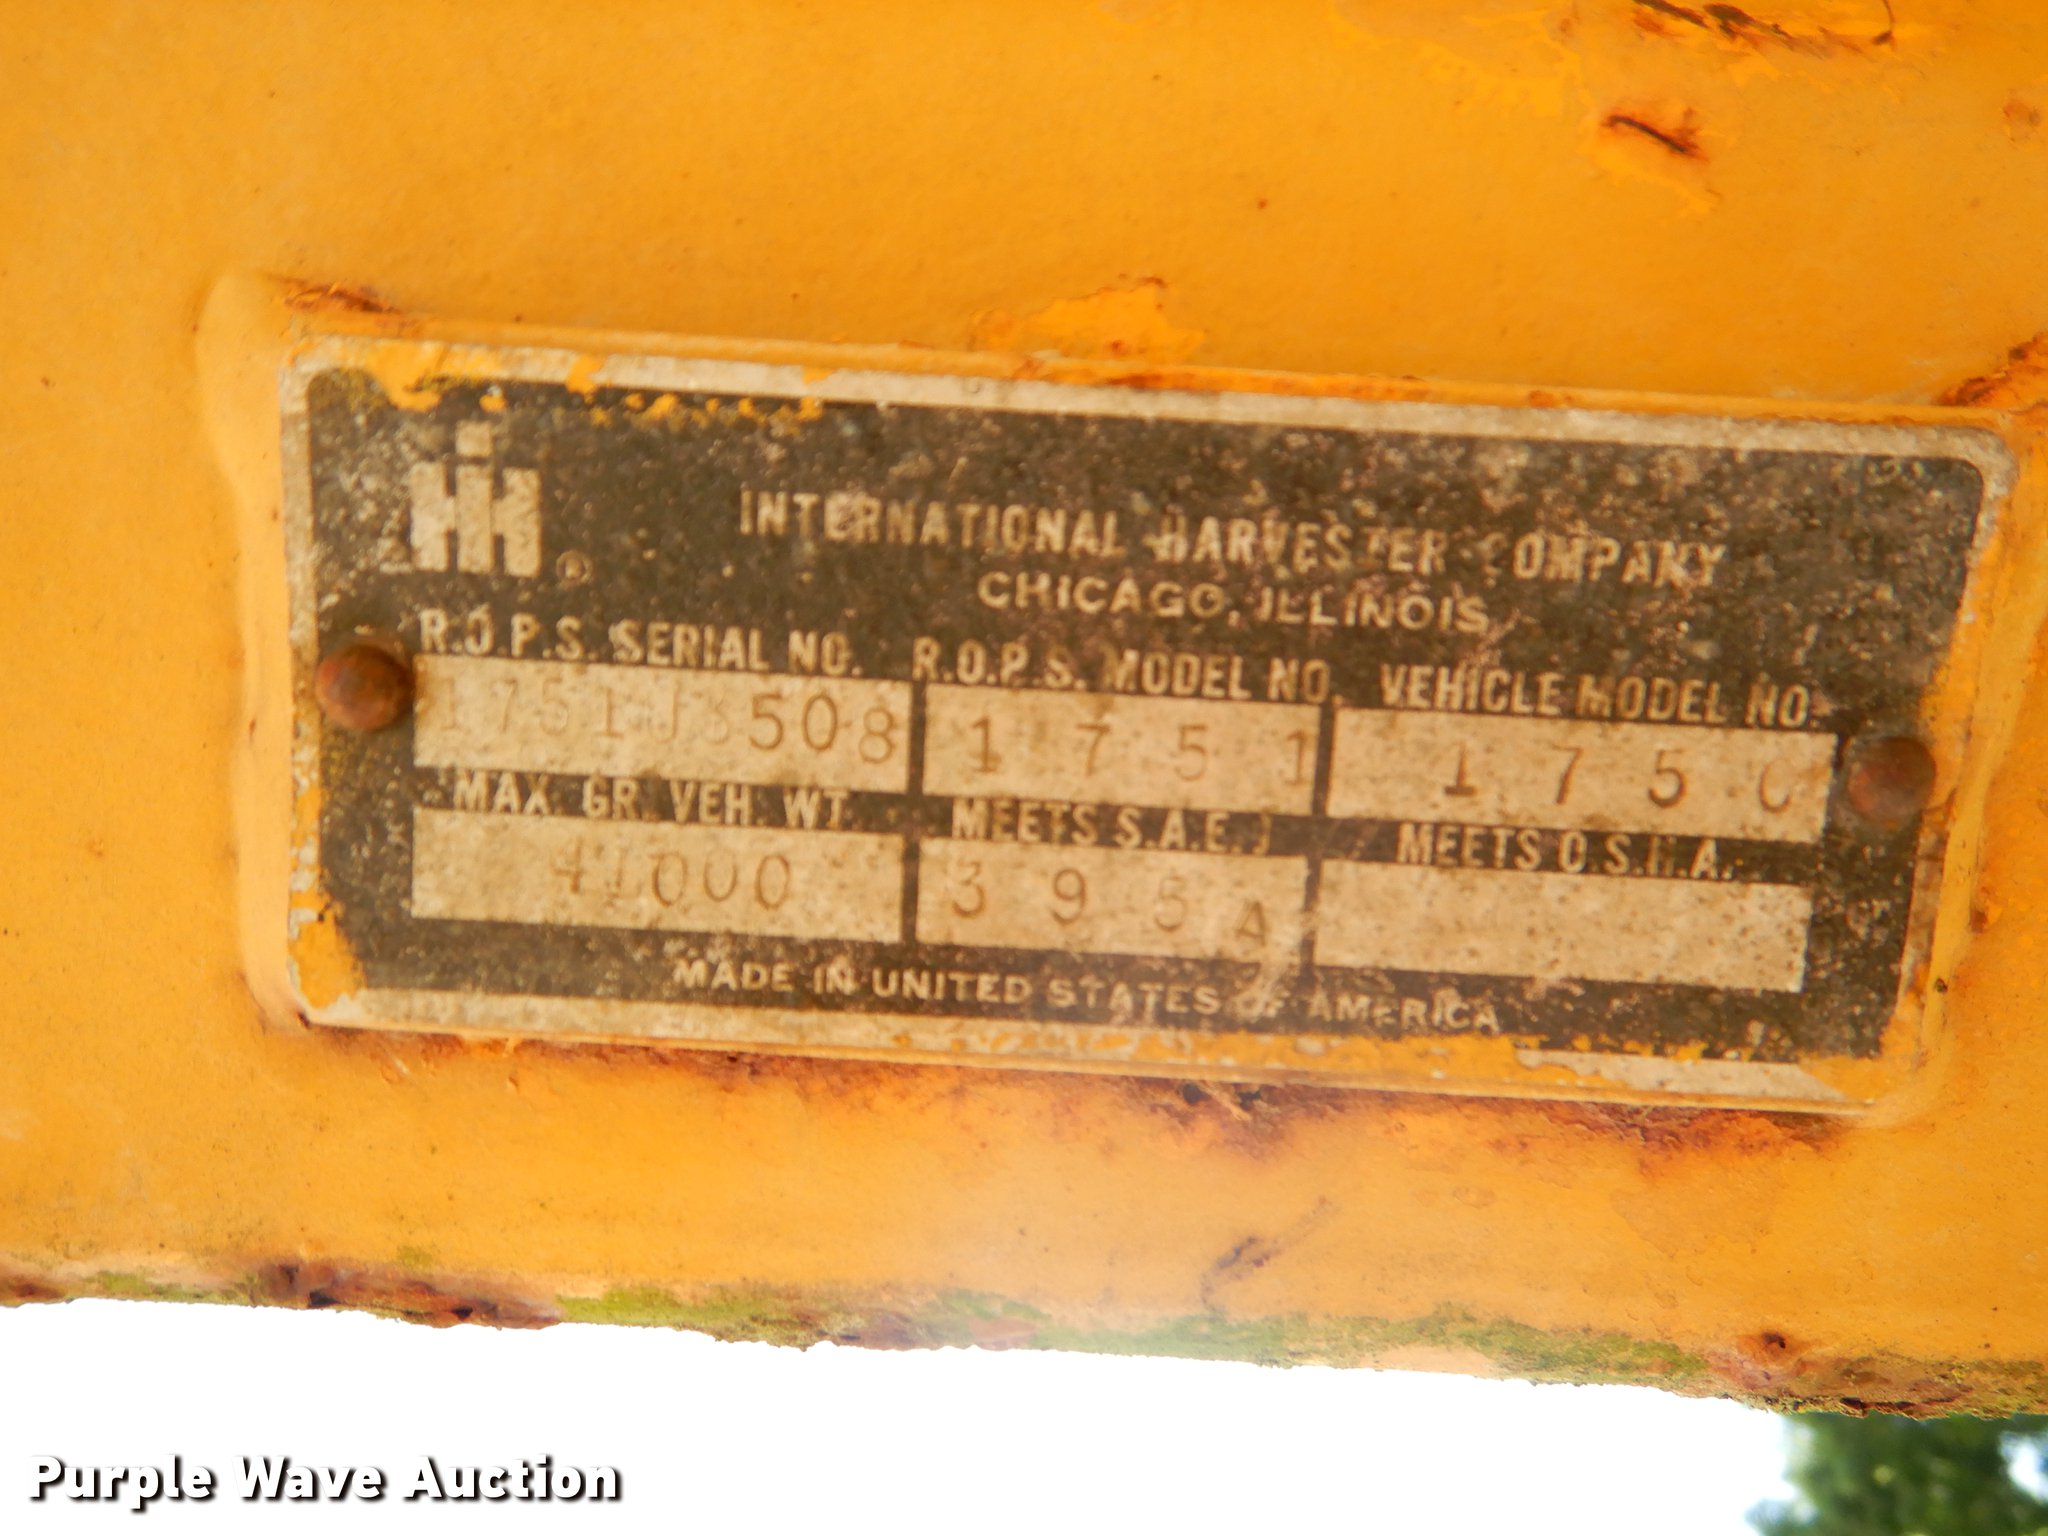 IH ®
INTERNATIONAL HARVESTER COMPANY
CHICAGO, ILLINOIS
R.O.P.S. SERIAL NO. R.O.P.S. MODEL NO. VEHICLE MODEL NO.
1751 1750
MAX. GR. VEH. WT. MEETS S.A.E. J MEETS O.S.H.A.
41000 395A
MADE IN UNITED STATES OF AMERICA
Purple Wave Auction